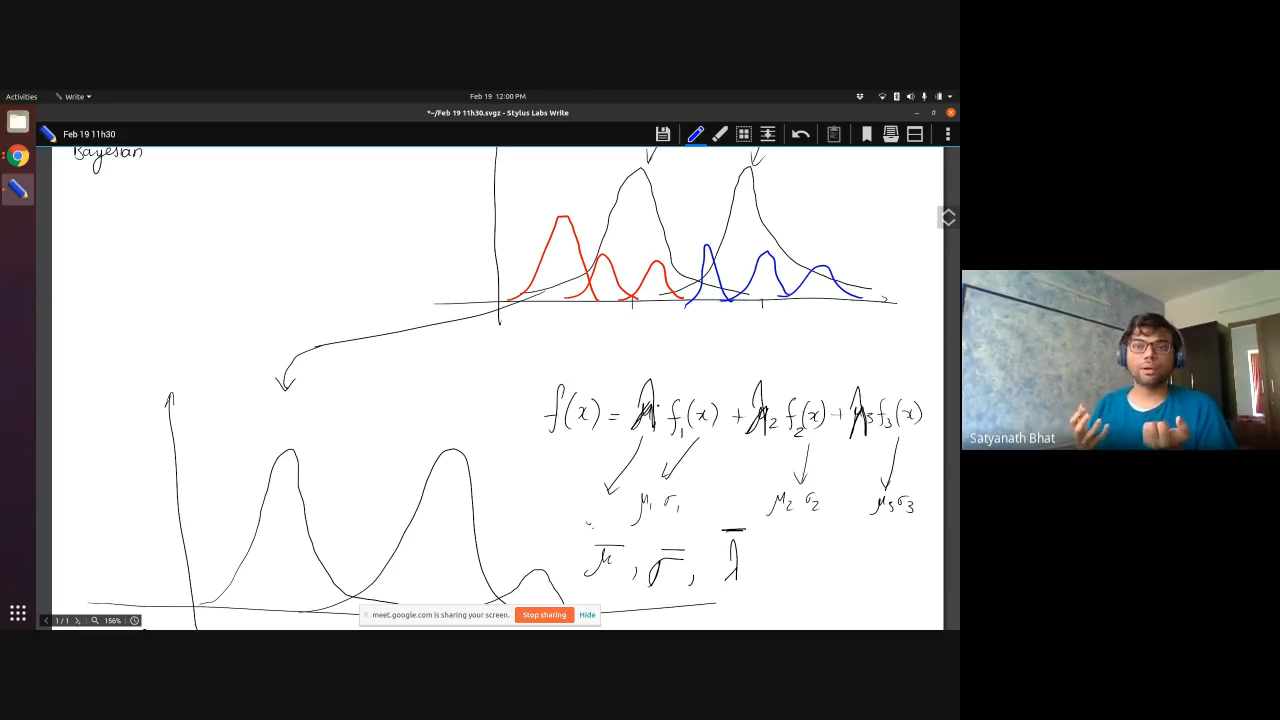 Activities
Write
Feb 19 12:00 PM
*~/Feb 19 11h30.svgz - Stylus Labs Write
Feb 19 11h30
Bayesian
f(x) = λ₁ f₁(x) + λ₂ f₂(x) + λ₃ f₃(x)
μ₁ σ₁
μ₂ σ₂
μ₃ σ₃
μ̄, σ̄, λ̄
Satyanath Bhat
meet.google.com is sharing your screen.
Stop sharing
Hide
1 / 1
156%